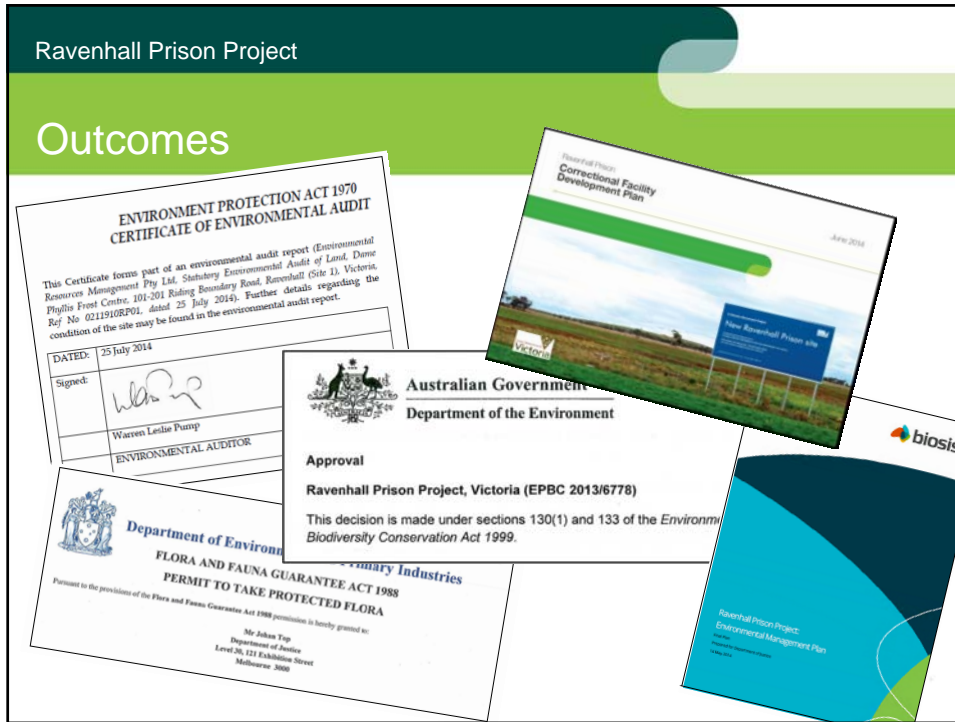 Ravenhall Prison Project
Outcomes
ENVIRONMENT PROTECTION ACT 1970
CERTIFICATE OF ENVIRONMENTAL AUDIT
This Certificate forms part of an environmental audit report (Environmental
Resources Management Pty Ltd, Statutory Environmental Audit of Land, Dame
Phyllis Frost Centre, 101-201 Riding Boundary Road, Ravenhall (Site 1), Victoria,
Ref No 0211910RP01, dated 25 July 2014). Further details regarding the
condition of the site may be found in the environmental audit report.
DATED: 25 July 2014
Signed:
Warren Leslie Pump
ENVIRONMENTAL AUDITOR
Ravenhall Prison
Correctional Facility
Development Plan
June 2014
New Ravenhall Prison site
Victoria
Australian Government
Department of the Environment
Approval
Ravenhall Prison Project, Victoria (EPBC 2013/6778)
This decision is made under sections 130(1) and 133 of the Environme
Biodiversity Conservation Act 1999.
biosis
Ravenhall Prison Project:
Environmental Management Plan
Department of Environ Primary Industries
FLORA AND FAUNA GUARANTEE ACT 1988
PERMIT TO TAKE PROTECTED FLORA
Pursuant to the provisions of the Flora and Fauna Guarantee Act 1988 permission is hereby granted to:
Mr Johan Top
Department of Justice
Level 20, 121 Exhibition Street
Melbourne 3000